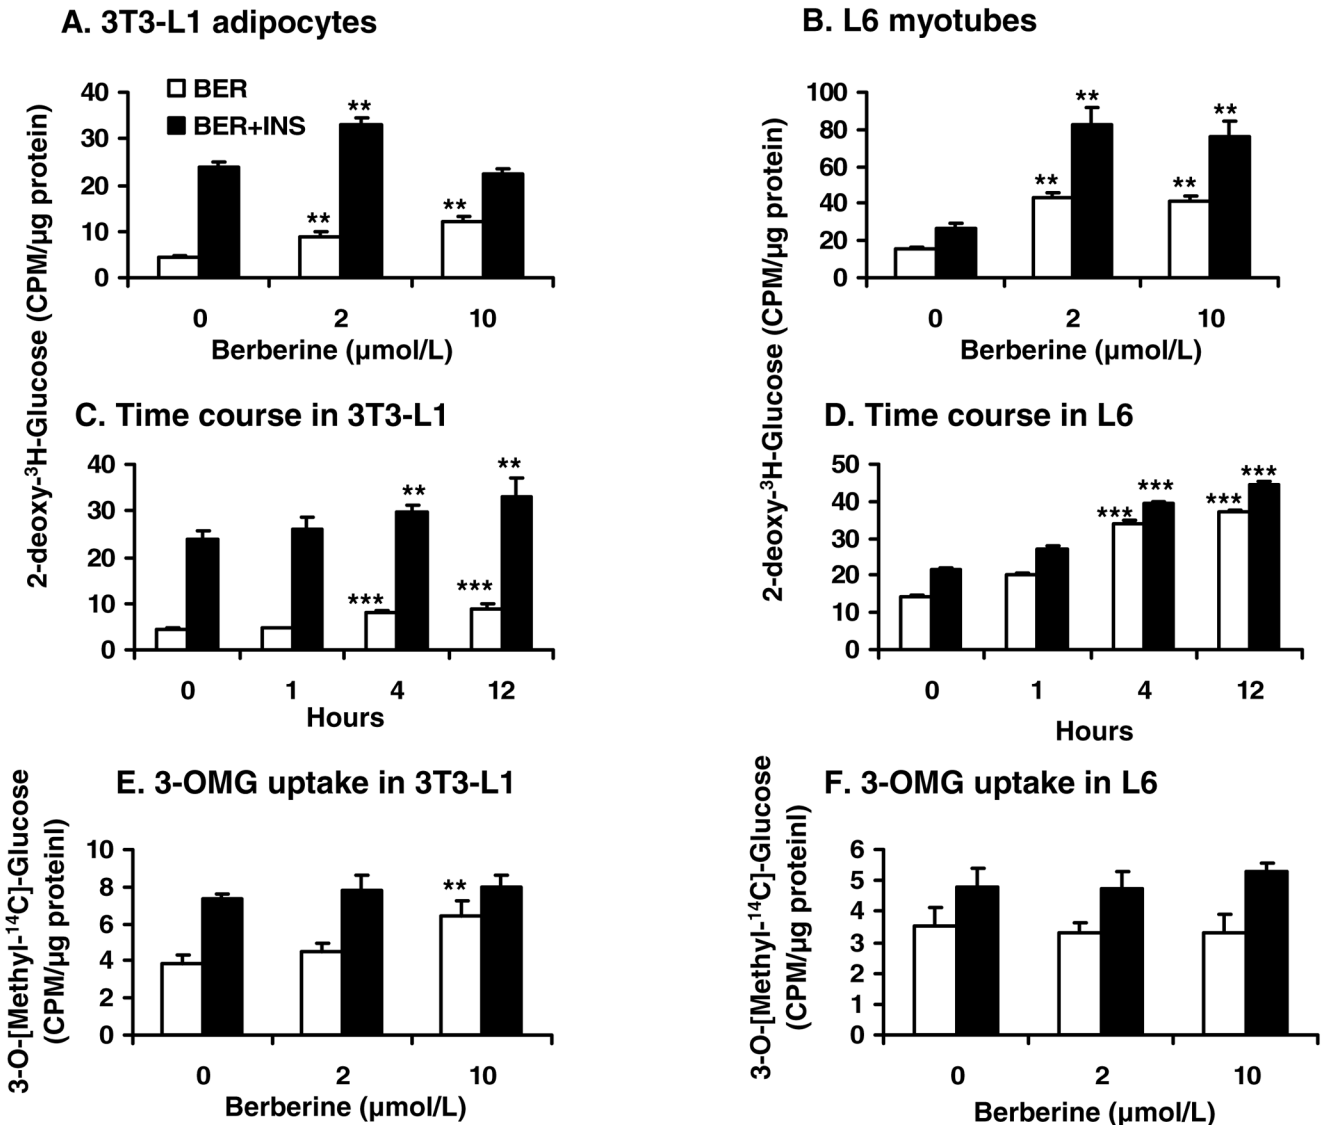 A. 3T3-L1 adipocytes
2-deoxy-³H-Glucose (CPM/µg protein)
40
30
20
10
0
BER
BER+INS
**
**
**
0 2 10
Berberine (µmol/L)
B. L6 myotubes
2-deoxy-³H-Glucose (CPM/µg protein)
100
80
60
40
20
0
**
**
**
**
0 2 10
Berberine (µmol/L)
C. Time course in 3T3-L1
40
30
20
10
0
***
**
***
**
0 1 4 12
Hours
D. Time course in L6
50
40
30
20
10
0
***
***
***
***
0 1 4 12
Hours
E. 3-OMG uptake in 3T3-L1
3-O-[Methyl-¹⁴C]-Glucose
(CPM/µg proteinl)
10
8
6
4
2
0
**
0 2 10
Berberine (µmol/L)
F. 3-OMG uptake in L6
3-O-[Methyl-¹⁴C]-Glucose
(CPM/µg proteinl)
6
5
4
3
2
1
0
0 2 10
Berberine (µmol/L)